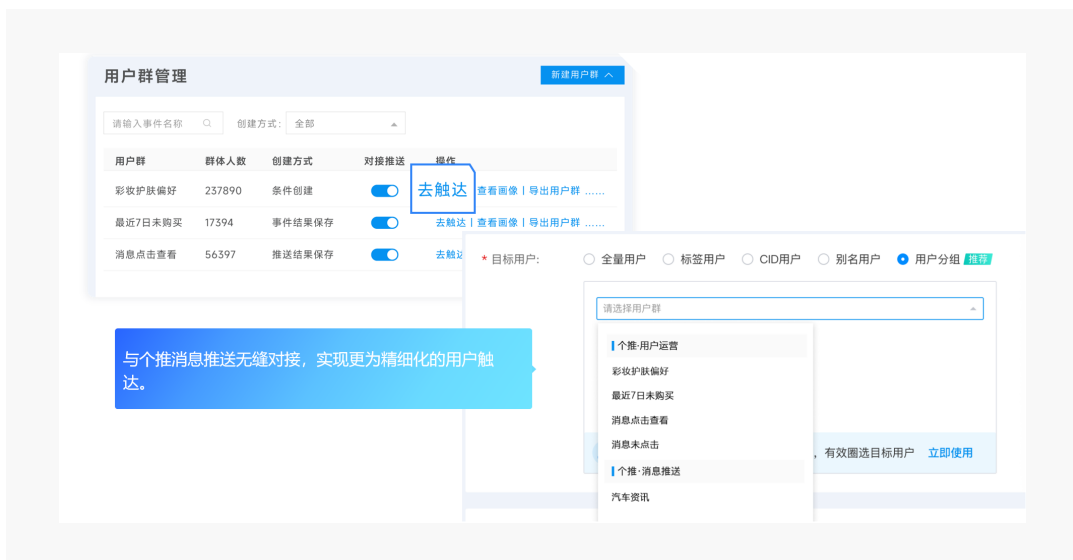 用户群管理
新建用户群
请输入事件名称
创建方式: 全部
用户群 群体人数 创建方式 对接推送 操作
彩妆护肤偏好 237890 条件创建 去触达 查看画像 | 导出用户群 ......
最近7日未购买 17394 事件结果保存 去触达 | 查看画像 | 导出用户群 ......
消息点击查看 56397 推送结果保存 去触达
与个推消息推送无缝对接，实现更为精细化的用户触
达。
* 目标用户: 全量用户 标签用户 CID用户 别名用户 用户分组 推荐
请选择用户群
个推·用户运营
彩妆护肤偏好
最近7日未购买
消息点击查看
消息未点击
个推·消息推送
汽车资讯
，有效圈选目标用户 立即使用